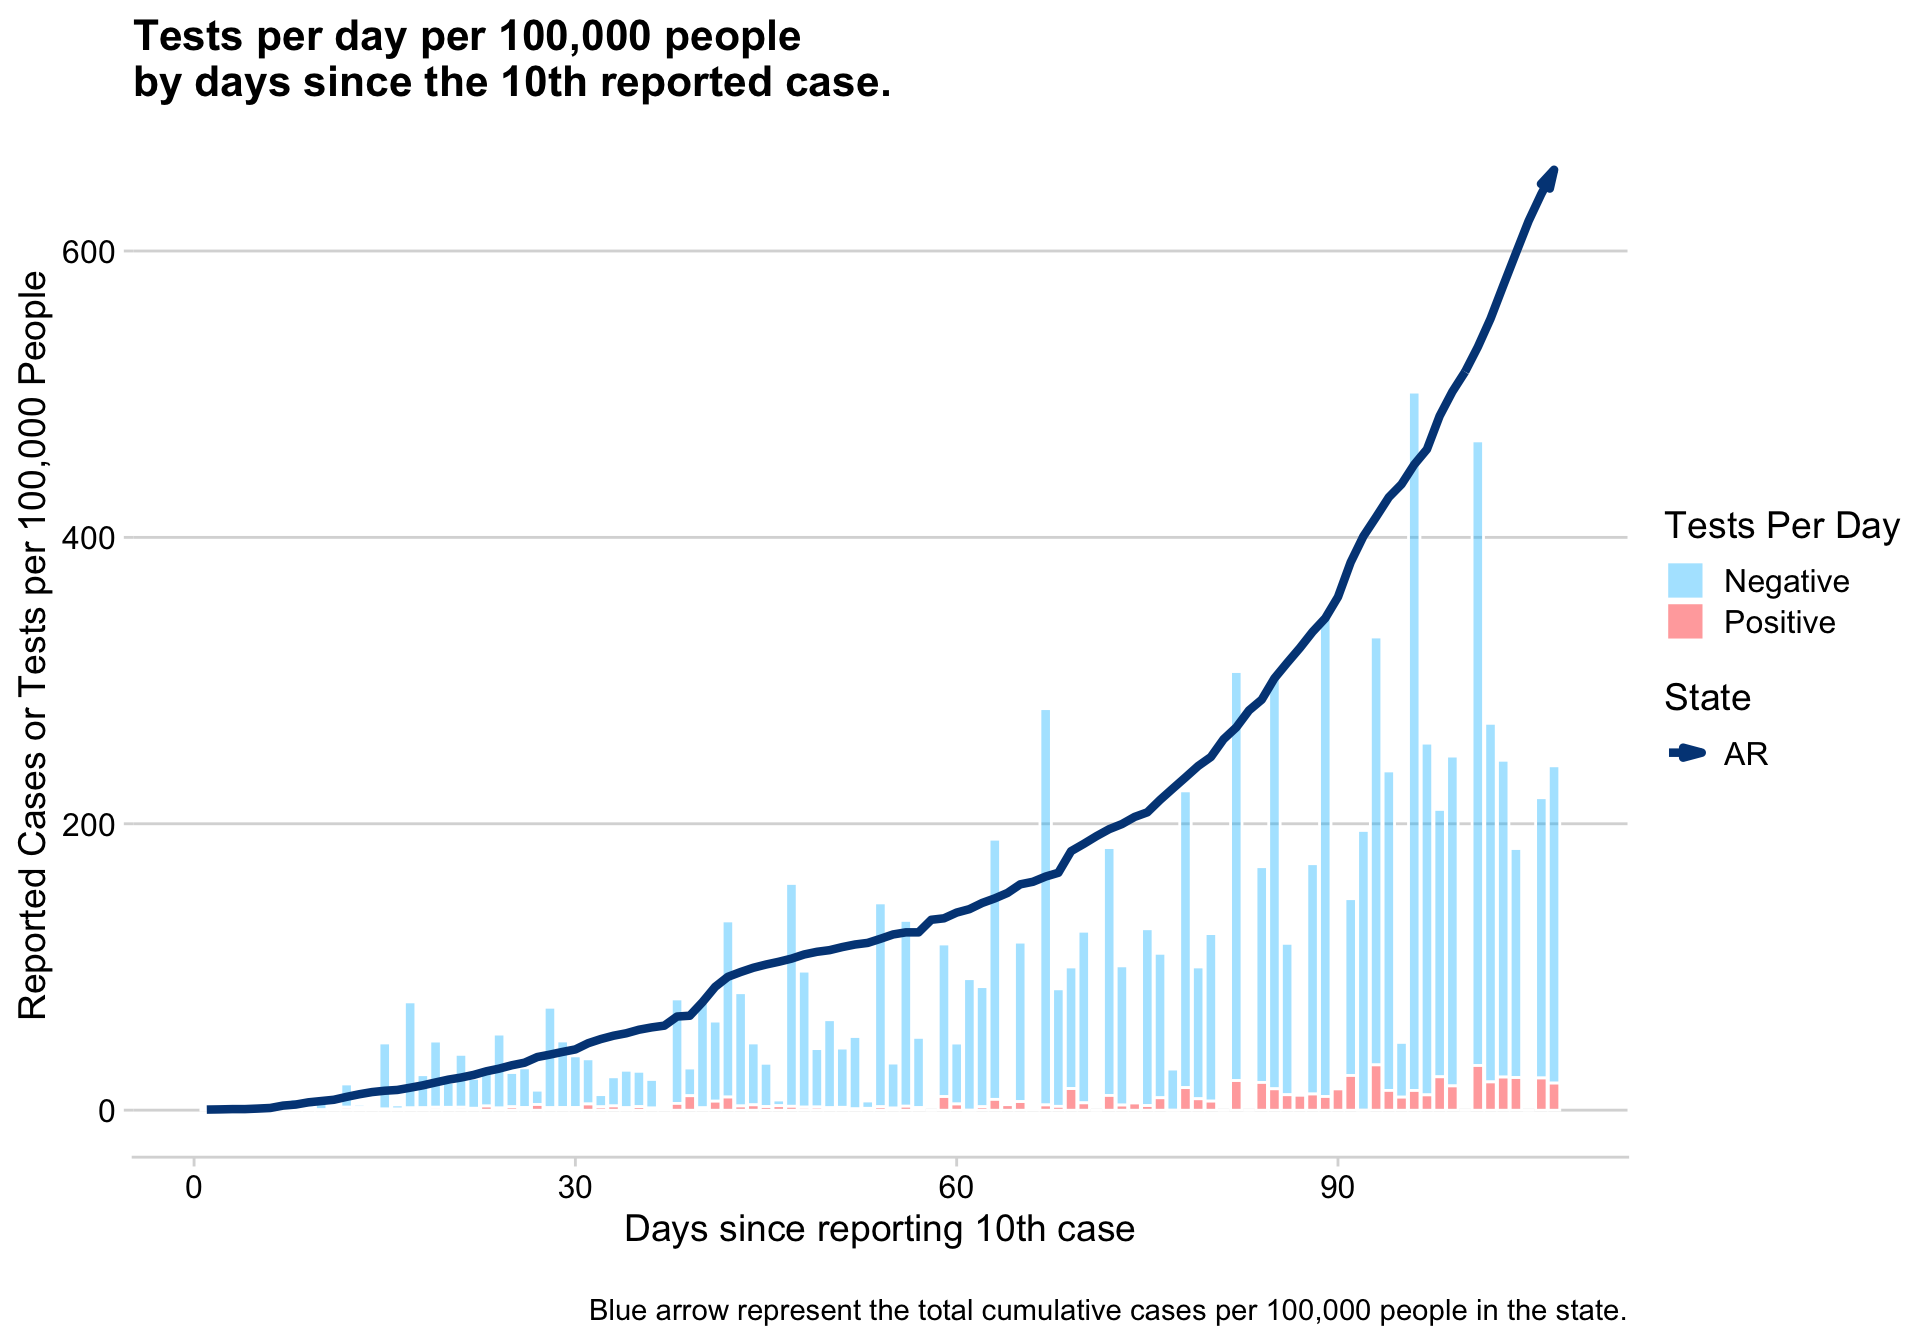 Tests per day per 100,000 people
by days since the 10th reported case.
Reported Cases or Tests per 100,000 People
600
400
200
0
0
30
60
90
Days since reporting 10th case
Tests Per Day
Negative
Positive
State
AR
Blue arrow represent the total cumulative cases per 100,000 people in the state.